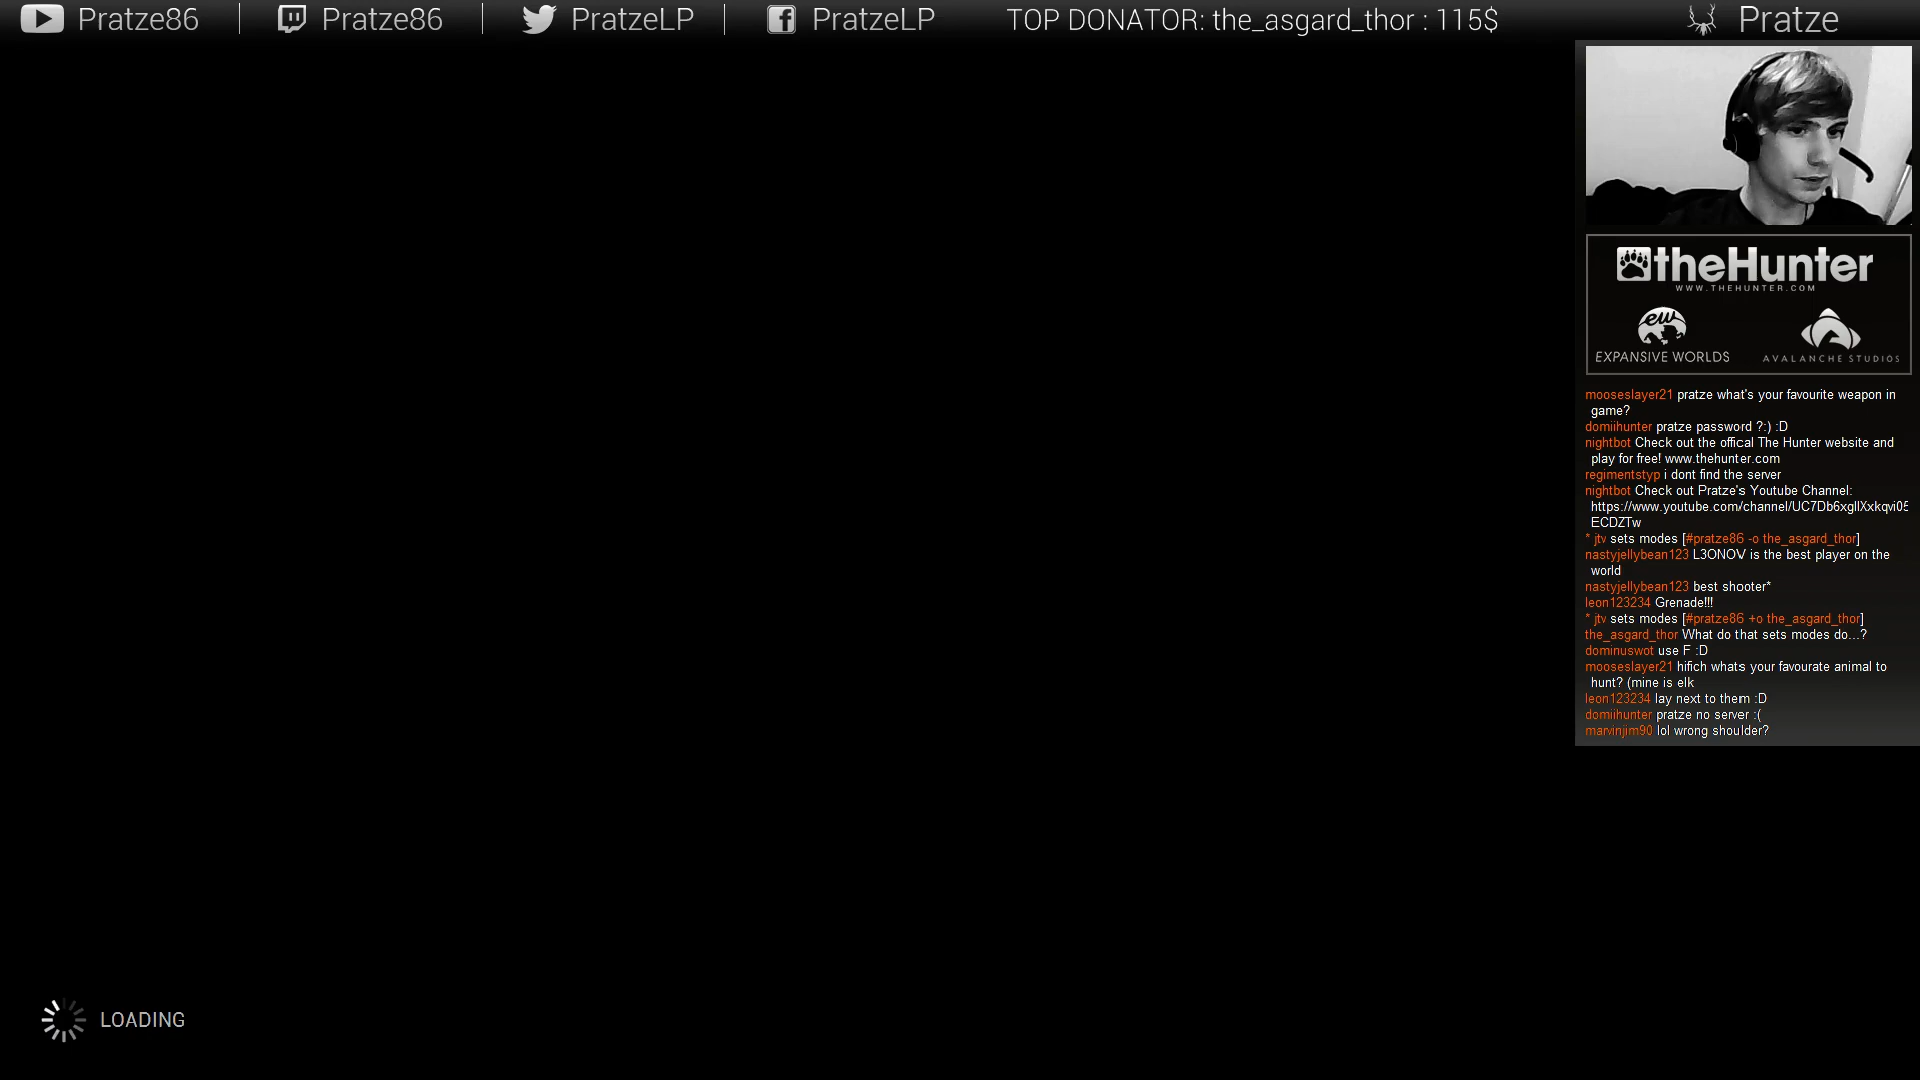 Pratze86
Pratze86
PratzeLP
PratzeLP
TOP DONATOR: the_asgard_thor : 115$
Pratze
theHunter
WWW.THEHUNTER.COM
ew
EXPANSIVE WORLDS
AVALANCHE STUDIOS
mooseslayer21 pratze what's your favourite weapon in
game?
domiihunter pratze password ?:) :D
nightbot Check out the offical The Hunter website and
play for free! www.thehunter.com
regimentstyp i dont find the server
nightbot Check out Pratze's Youtube Channel:
https://www.youtube.com/channel/UC7Db6xgllXxkqvi05
ECDZTw
* jtv sets modes [#pratze86 -o the_asgard_thor]
nastyjellybean123 L3ONOV is the best player on the
world
nastyjellybean123 best shooter*
leon123234 Grenade!!!
* jtv sets modes [#pratze86 +o the_asgard_thor]
the_asgard_thor What do that sets modes do...?
dominuswot use F :D
mooseslayer21 hifich whats your favourate animal to
hunt? (mine is elk
leon123234 lay next to them :D
domiihunter pratze no server :(
marvinjim90 lol wrong shoulder?
LOADING